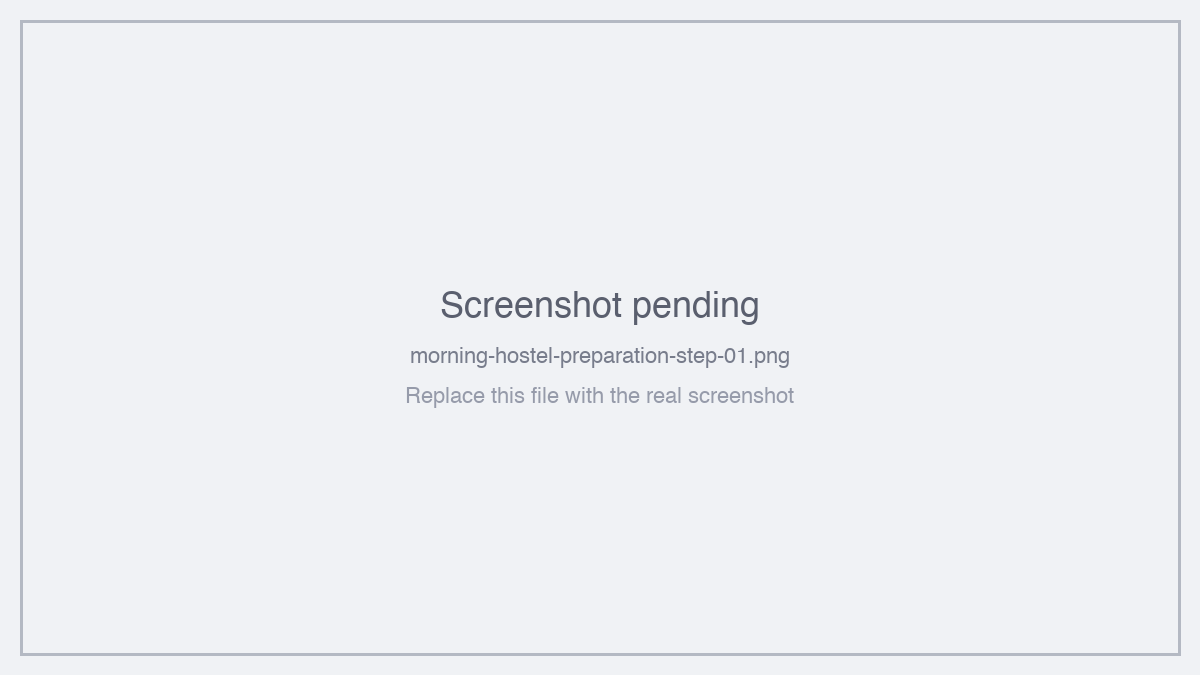 Screenshot pending
morning-hostel-preparation-step-01.png
Replace this file with the real screenshot